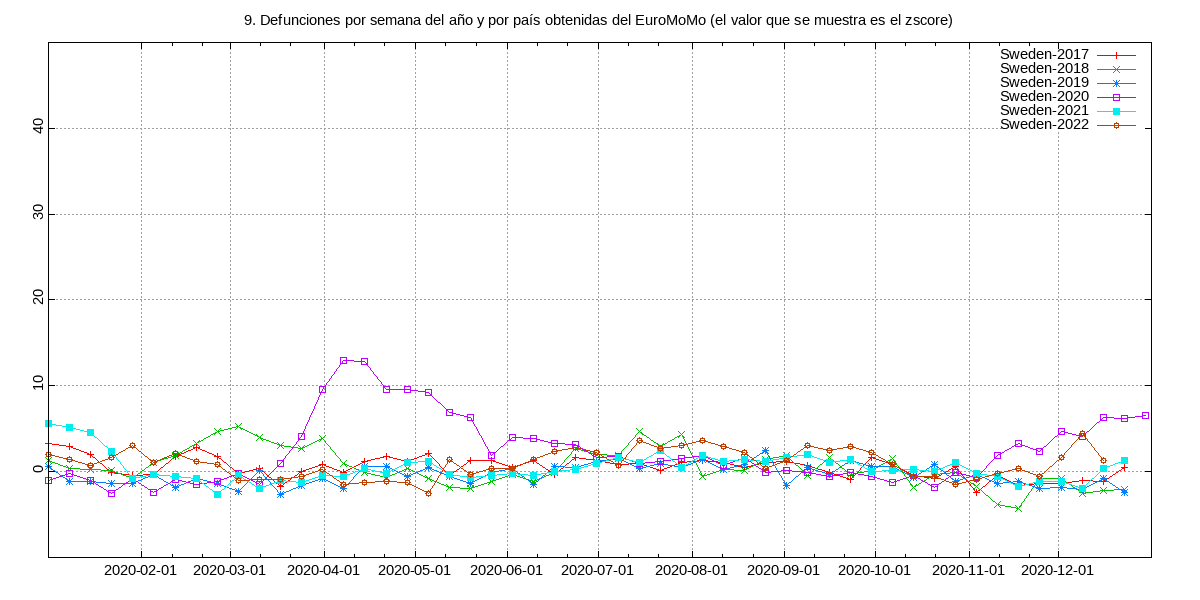 9. Defunciones por semana del año y por país obtenidas del EuroMoMo (el valor que se muestra es el zscore)
Sweden-2017
Sweden-2018
Sweden-2019
Sweden-2020
Sweden-2021
Sweden-2022
40
30
20
10
0
2020-02-01 2020-03-01 2020-04-01 2020-05-01 2020-06-01 2020-07-01 2020-08-01 2020-09-01 2020-10-01 2020-11-01 2020-12-01